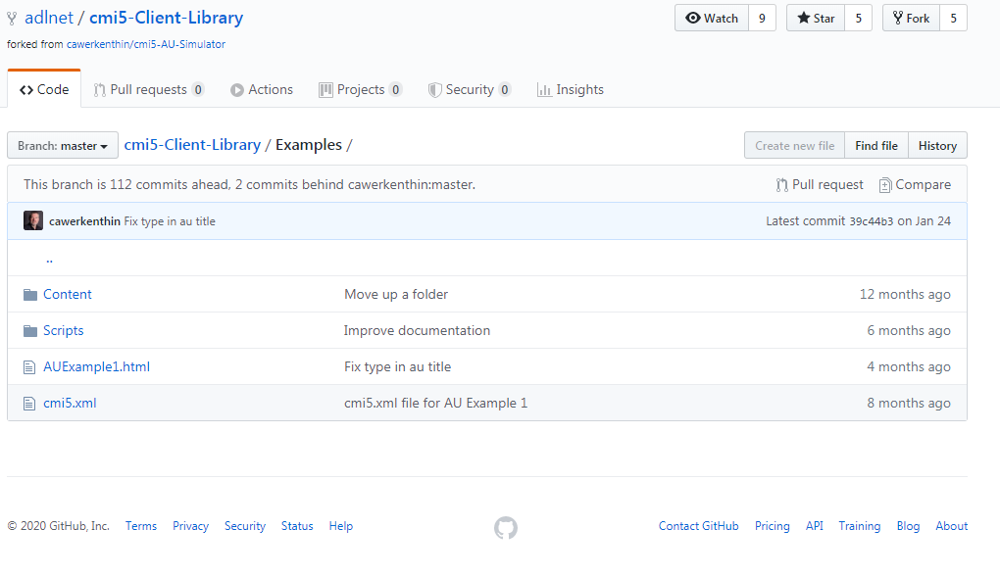 adlnet / cmi5-Client-Library Watch 9 Star 5 Fork 5
forked from cawerkenthin/cmi5-AU-Simulator
Code Pull requests 0 Actions Projects 0 Security 0 Insights
Branch: master cmi5-Client-Library / Examples / Create new file Find file History
This branch is 112 commits ahead, 2 commits behind cawerkenthin:master. Pull request Compare
cawerkenthin Fix type in au title Latest commit 39c44b3 on Jan 24
..
Content Move up a folder 12 months ago
Scripts Improve documentation 6 months ago
AUExample1.html Fix type in au title 4 months ago
cmi5.xml cmi5.xml file for AU Example 1 8 months ago
© 2020 GitHub, Inc. Terms Privacy Security Status Help Contact GitHub Pricing API Training Blog About